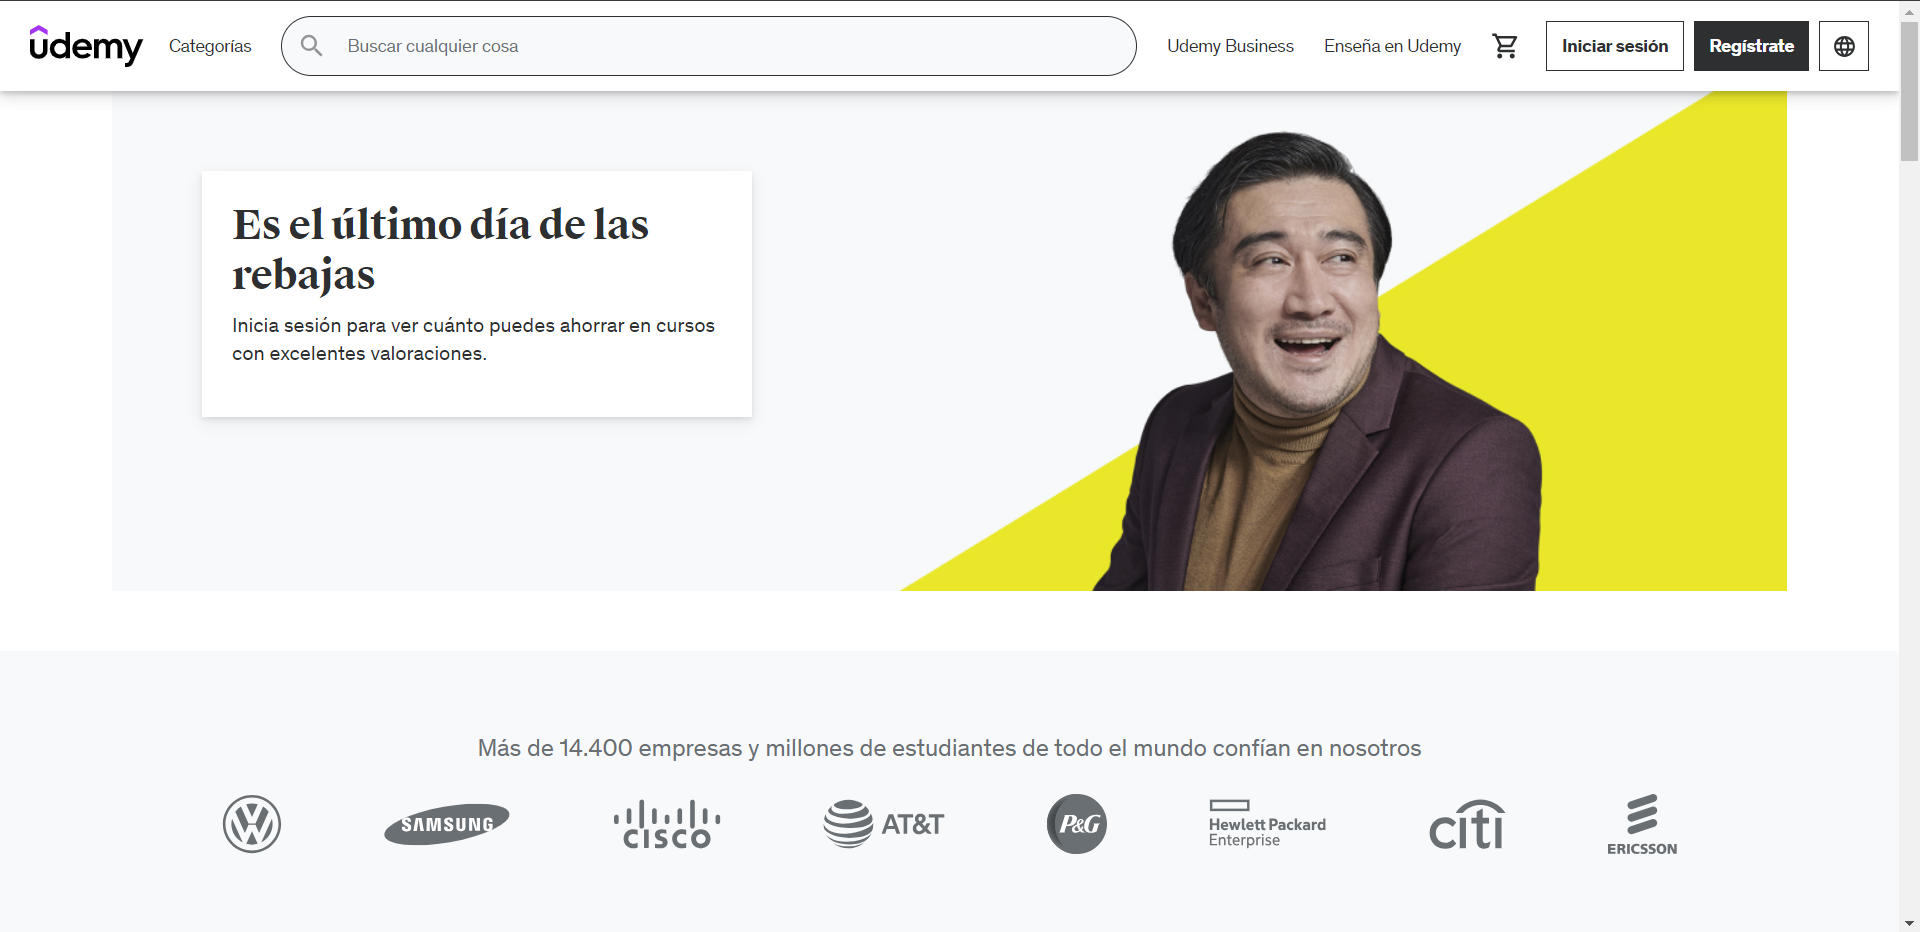 udemy
Categorías
Buscar cualquier cosa
Udemy Business
Enseña en Udemy
Iniciar sesión
Regístrate
Es el último día de las
rebajas
Inicia sesión para ver cuánto puedes ahorrar en cursos
con excelentes valoraciones.
Más de 14.400 empresas y millones de estudiantes de todo el mundo confían en nosotros
VW
SAMSUNG
CISCO
AT&T
P&G
Hewlett Packard
Enterprise
citi
ERICSSON